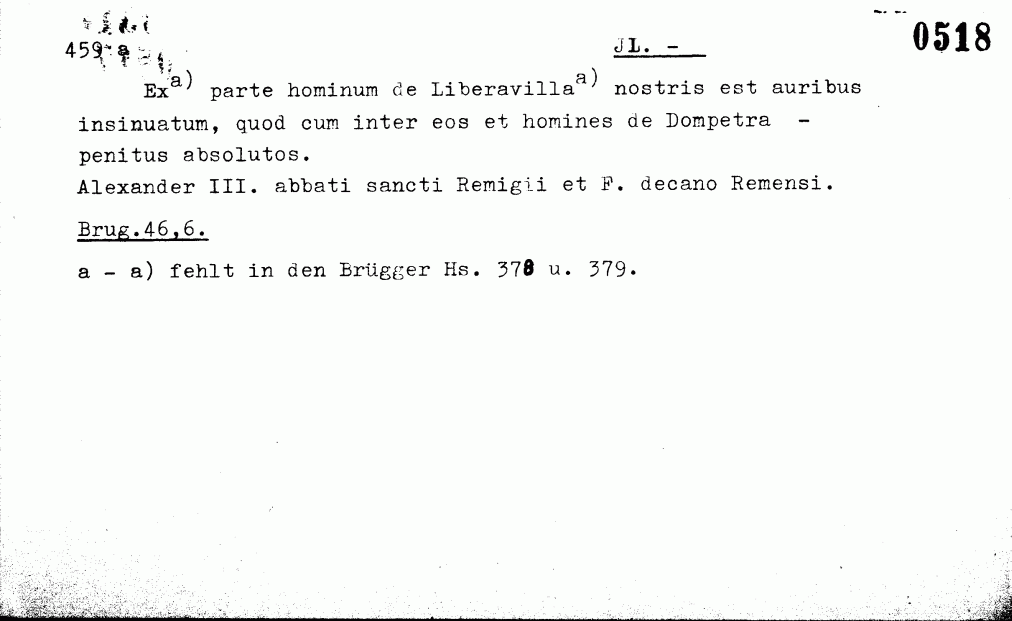 459 a JL. - 0518
Ex a) parte hominum de Liberavilla a) nostris est auribus
insinuatum, quod cum inter eos et homines de Dompetra -
penitus absolutos.
Alexander III. abbati sancti Remigii et F. decano Remensi.
Brug.46,6.
a - a) fehlt in den Brügger Hs. 378 u. 379.